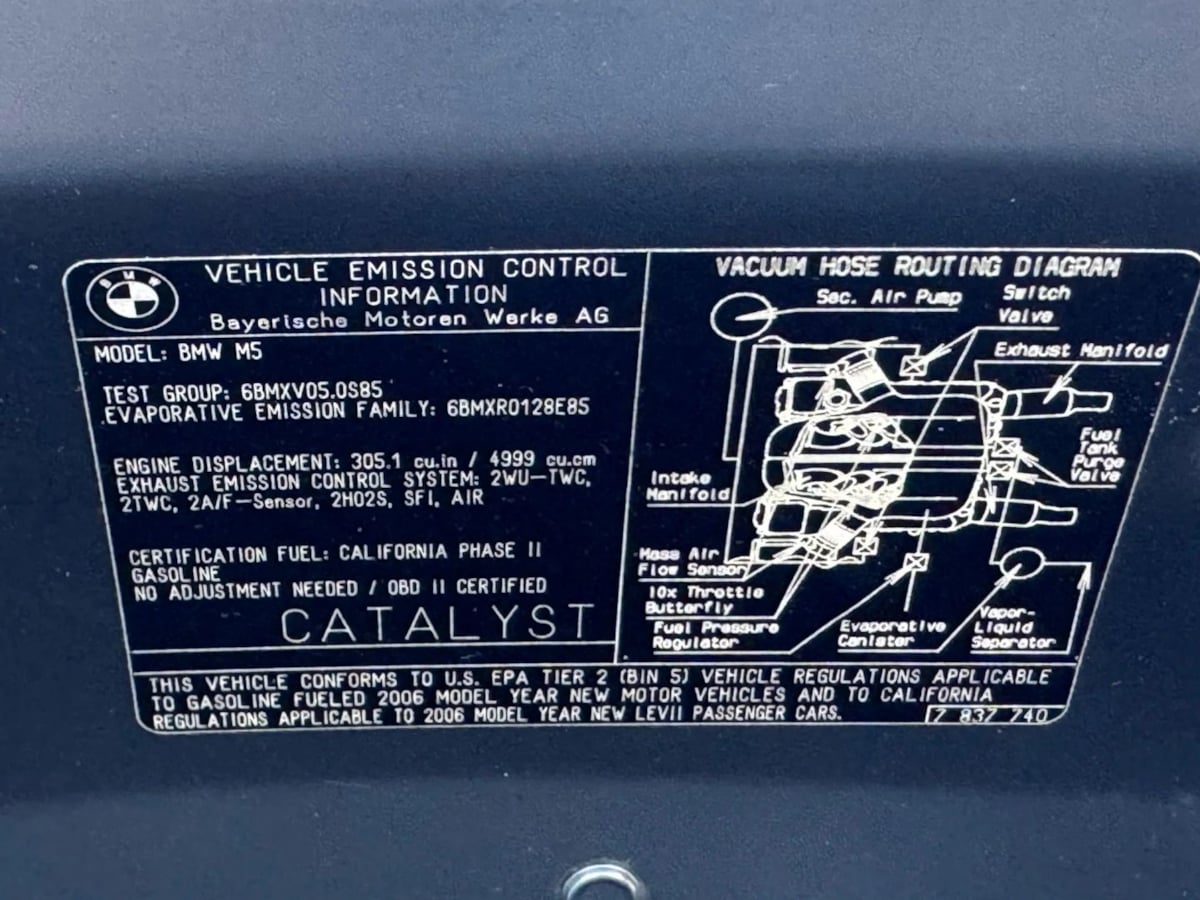 BMW
VEHICLE EMISSION CONTROL
INFORMATION
Bayerische Motoren Werke AG
MODEL: BMW M5
TEST GROUP: 6BMXV05.0S85
EVAPORATIVE EMISSION FAMILY: 6BMXR0128E85
ENGINE DISPLACEMENT: 305.1 cu.in / 4999 cu.cm
EXHAUST EMISSION CONTROL SYSTEM: 2WU-TWC,
2TWC, 2A/F-Sensor, 2HO2S, SFI, AIR
CERTIFICATION FUEL: CALIFORNIA PHASE II
GASOLINE
NO ADJUSTMENT NEEDED / OBD II CERTIFIED
CATALYST
VACUUM HOSE ROUTING DIAGRAM
Sec. Air Pump
Switch
Valve
Exhaust Manifold
Fuel
Tank
Purge
Valve
Intake
Manifold
Mass Air
Flow Sensor
10x Throttle
Butterfly
Fuel Pressure
Regulator
Evaporative
Canister
Vapor-
Liquid
Separator
THIS VEHICLE CONFORMS TO U.S. EPA TIER 2 (BIN 5) VEHICLE REGULATIONS APPLICABLE
TO GASOLINE FUELED 2006 MODEL YEAR NEW MOTOR VEHICLES AND TO CALIFORNIA
REGULATIONS APPLICABLE TO 2006 MODEL YEAR NEW LEVII PASSENGER CARS.
7 837 740